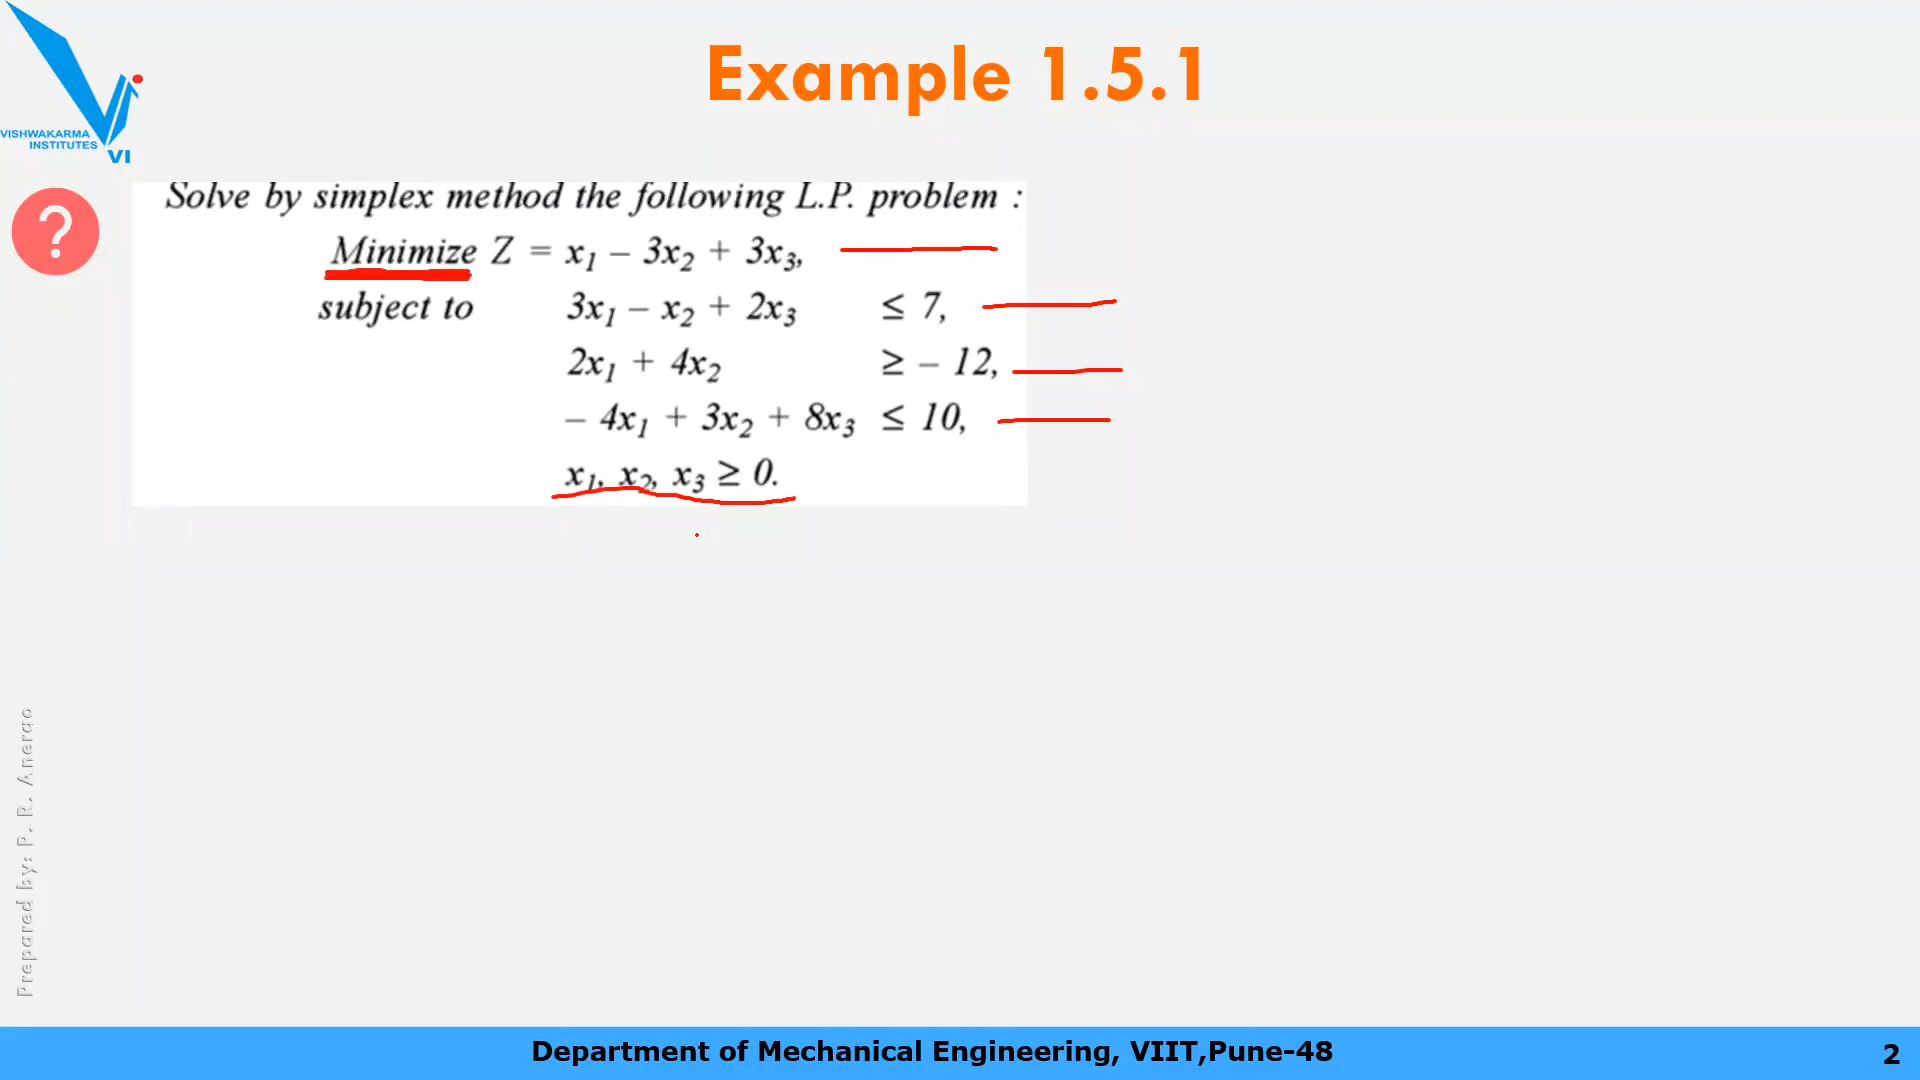 VISHWAKARMA
INSTITUTES
VI
Example 1.5.1
?
Solve by simplex method the following L.P. problem :
Minimize Z = x₁ – 3x₂ + 3x₃,
subject to 3x₁ – x₂ + 2x₃ ≤ 7,
2x₁ + 4x₂ ≥ – 12,
– 4x₁ + 3x₂ + 8x₃ ≤ 10,
x₁, x₂, x₃ ≥ 0.
Prepared by: P. R. Anerao
Department of Mechanical Engineering, VIIT,Pune-48
2